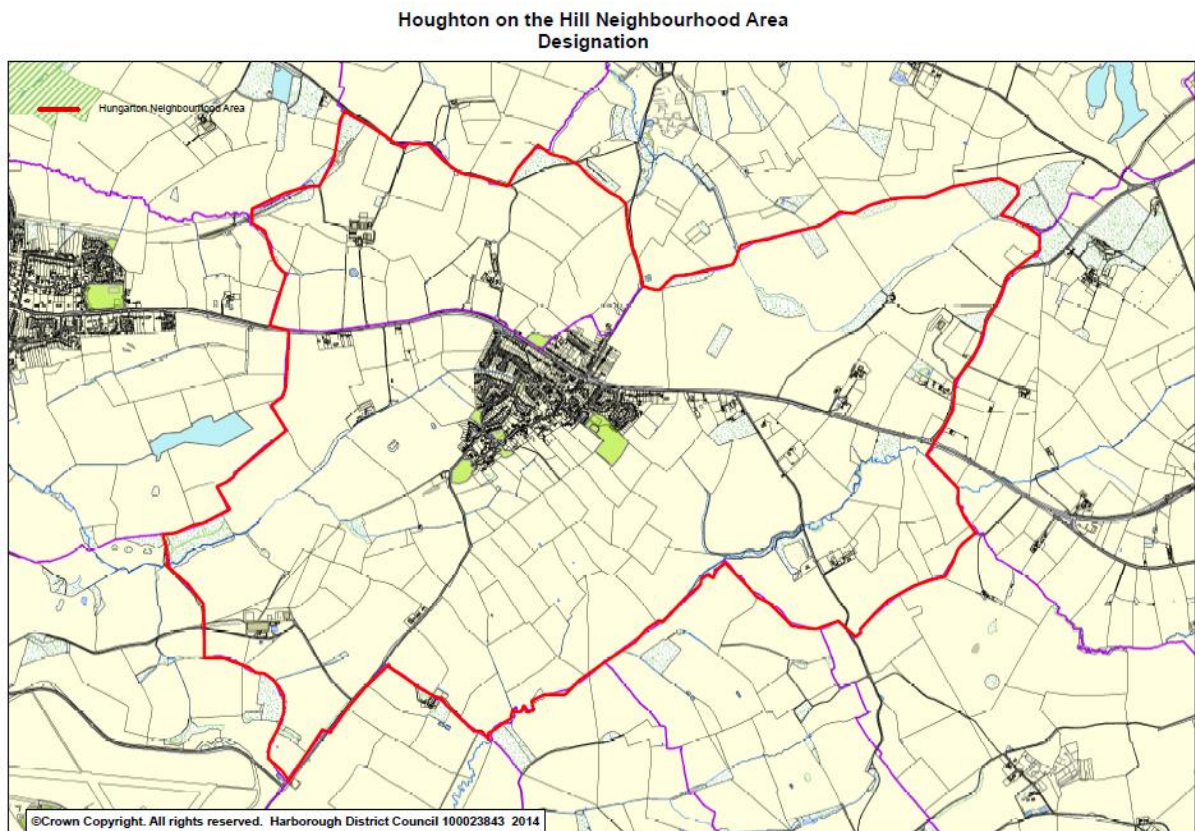 Houghton on the Hill Neighbourhood Area
Designation
Hungarton Neighbourhood Area
©Crown Copyright. All rights reserved. Harborough District Council 100023843 2014